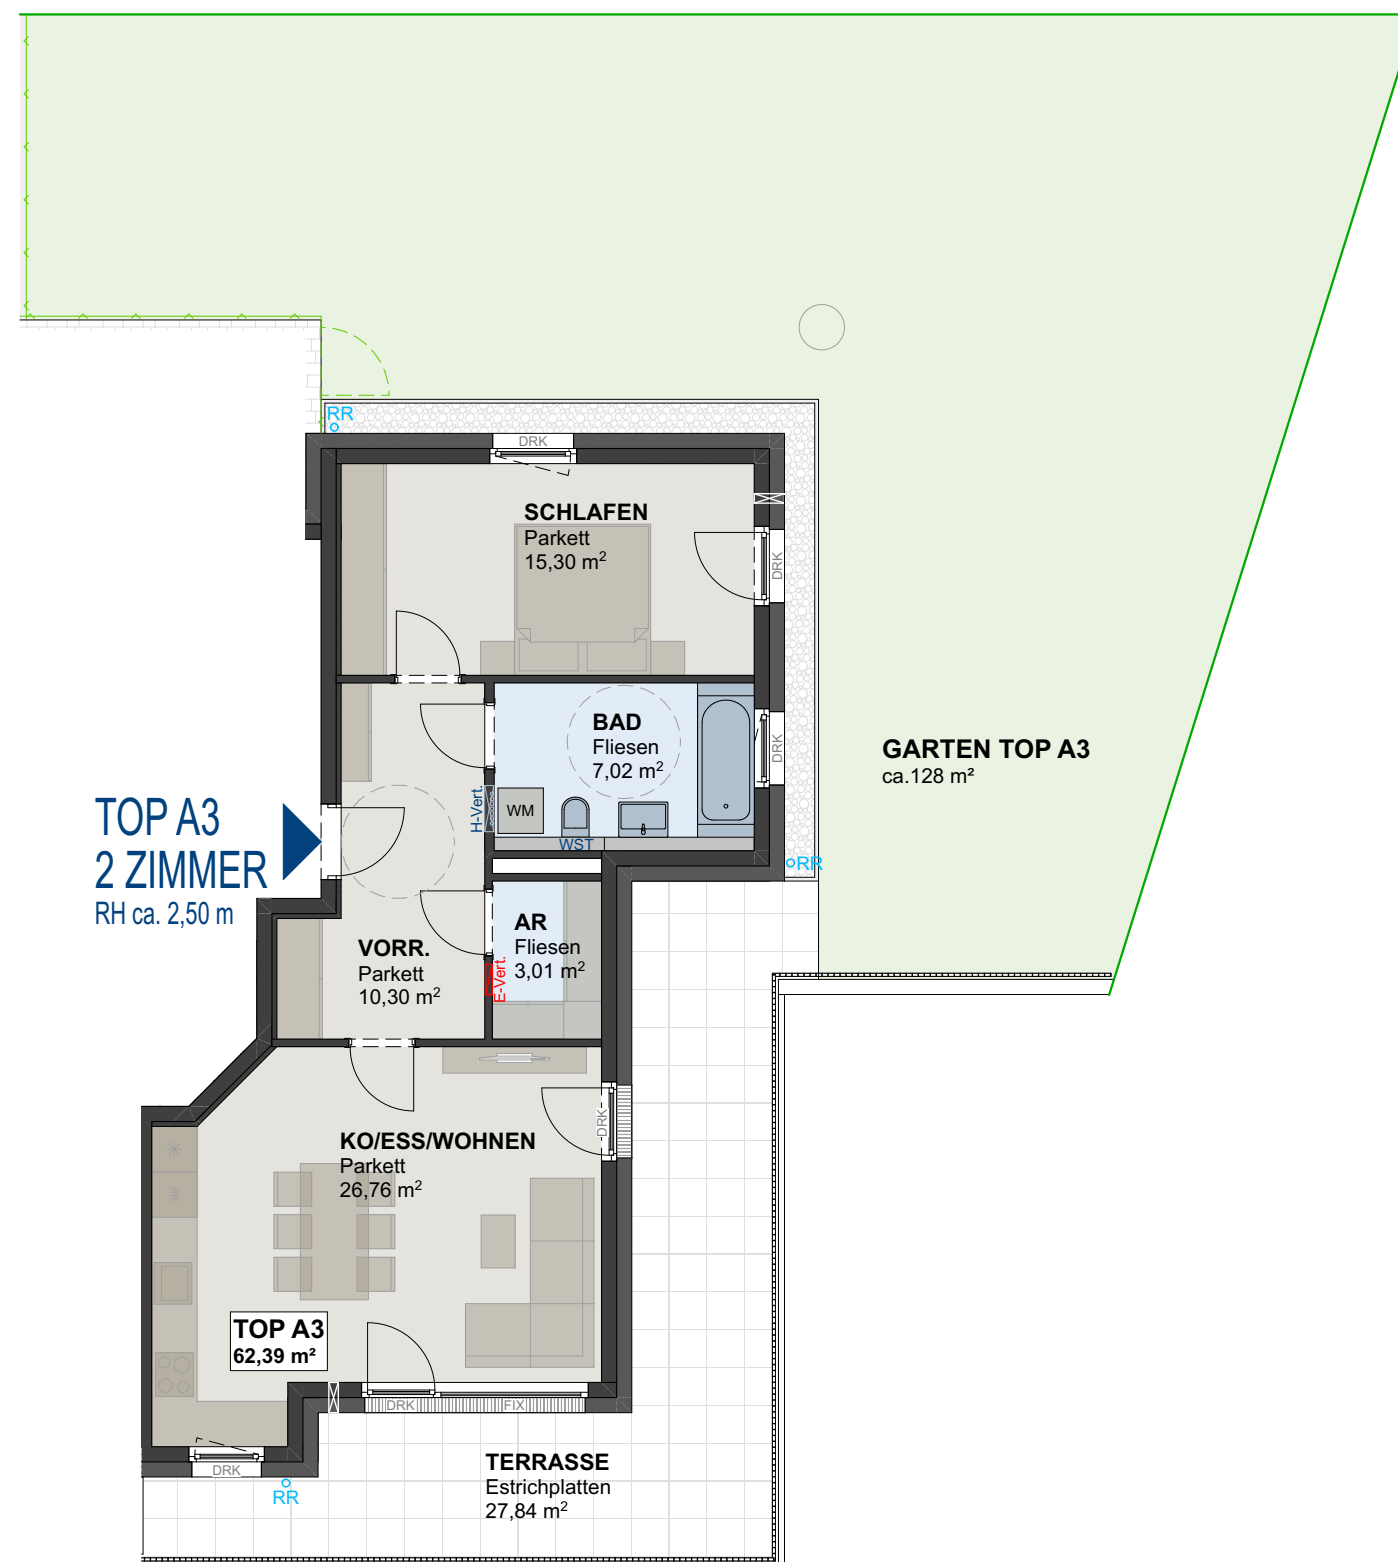 RR
DRK
SCHLAFEN
Parkett
15,30 m²
DRK
BAD
Fliesen
7,02 m²
DRK
GARTEN TOP A3
ca.128 m²
H-Vert.
WM
WST
TOP A3
2 ZIMMER
RH ca. 2,50 m
RR
AR
Fliesen
3,01 m²
VORR.
Parkett
10,30 m²
E-Vert.
DRK
KO/ESS/WOHNEN
Parkett
26,76 m²
BR
TOP A3
62,39 m²
DRK
FIX
TERRASSE
Estrichplatten
27,84 m²
DRK
RR